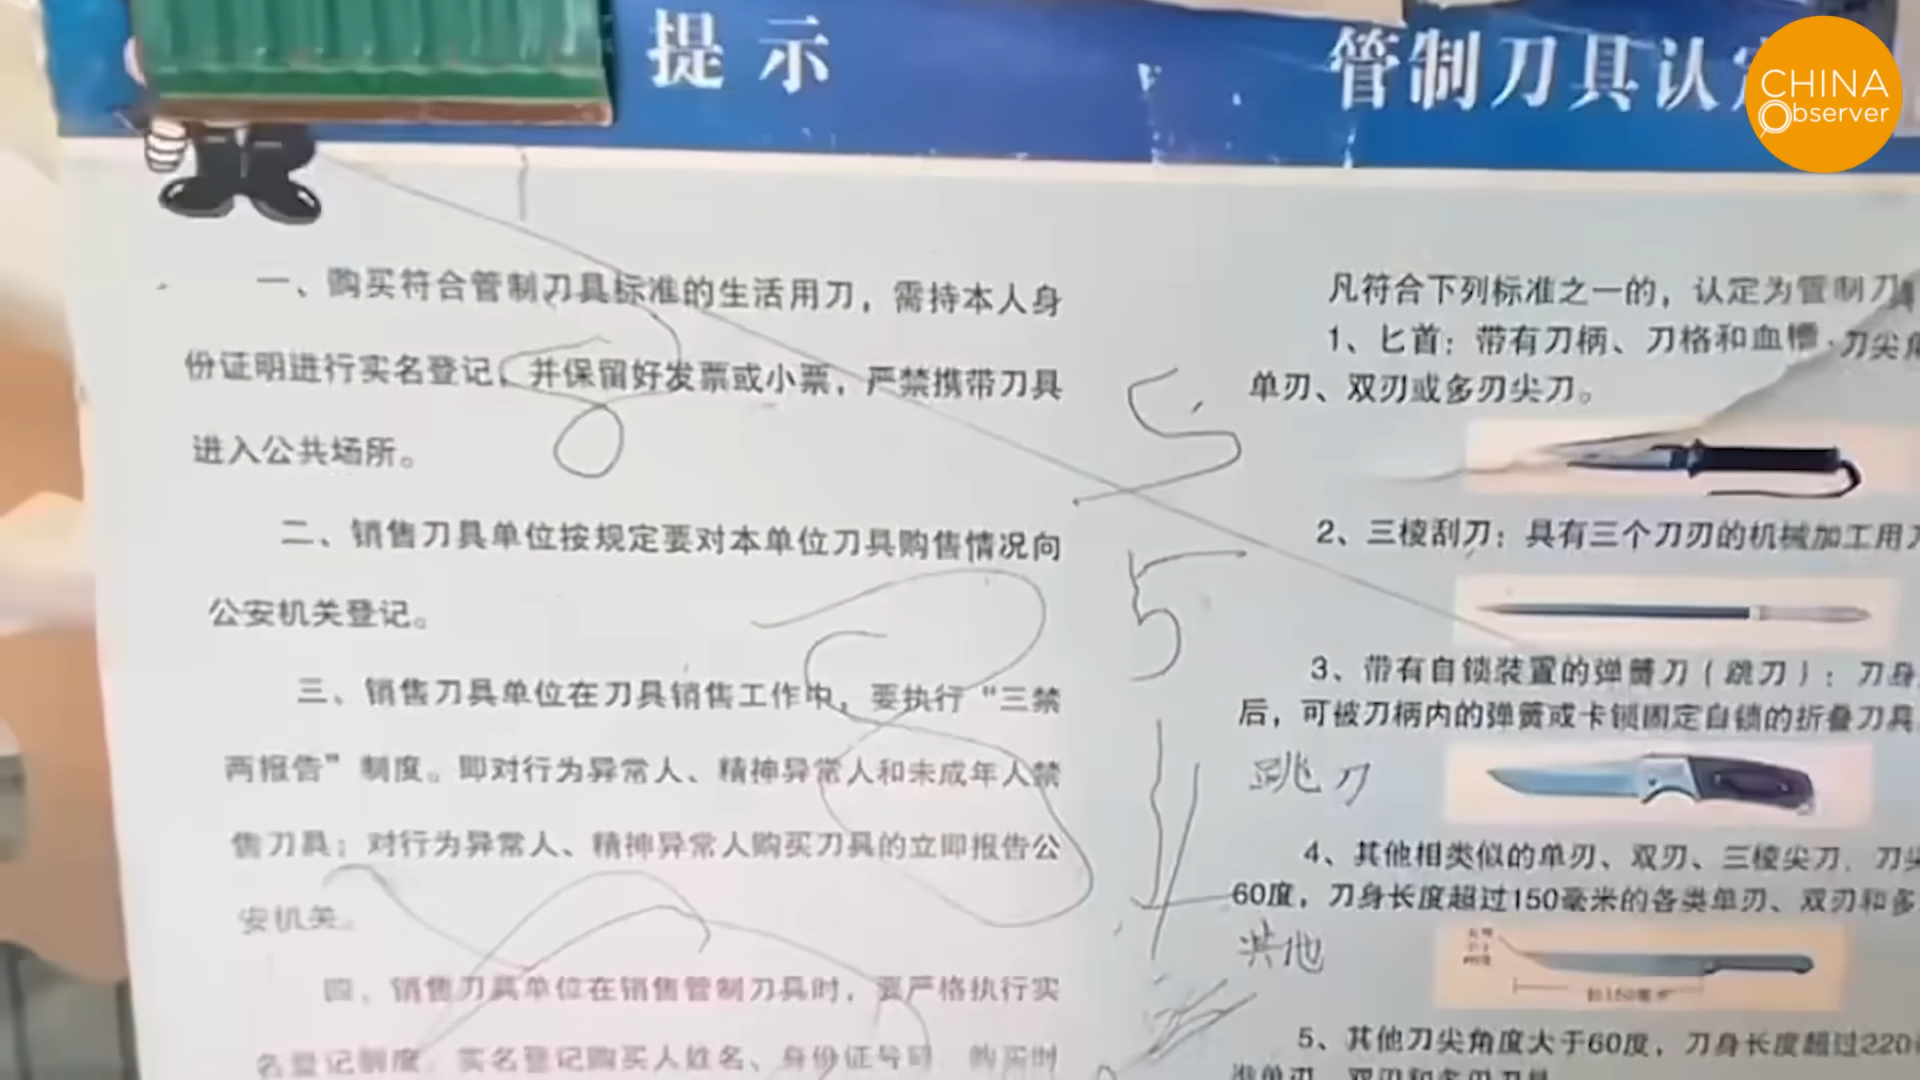 提示
一、购买符合管制刀具标准的生活用刀，需持本人身
份证明进行实名登记，并保留好发票或小票，严禁携带刀具
进入公共场所。
二、销售刀具单位按规定要对本单位刀具购售情况向
公安机关登记。
三、销售刀具单位在刀具销售工作中，要执行“三禁
两报告”制度。即对行为异常人、精神异常人和未成年人禁
售刀具；对行为异常人、精神异常人购买刀具的立即报告公
安机关。
四、销售刀具单位在销售管制刀具时，要严格执行实
名登记制度，实名登记购买人姓名、身份证号码、购买时
管制刀具认定
CHINA
Observer
凡符合下列标准之一的，认定为管制刀具
1、匕首：带有刀柄、刀格和血槽，刀尖角
单刃、双刃或多刃尖刀。
2、三棱刮刀：具有三个刀刃的机械加工用刀
3、带有自锁装置的弹簧刀（跳刀）：刀身
后，可被刀柄内的弹簧或卡锁固定自锁的折叠刀具
跳刀
4、其他相类似的单刃、双刃、三棱尖刀，刀尖
60度，刀身长度超过150毫米的各类单刃、双刃和多
其他
5、其他刀尖角度大于60度，刀身长度超过220